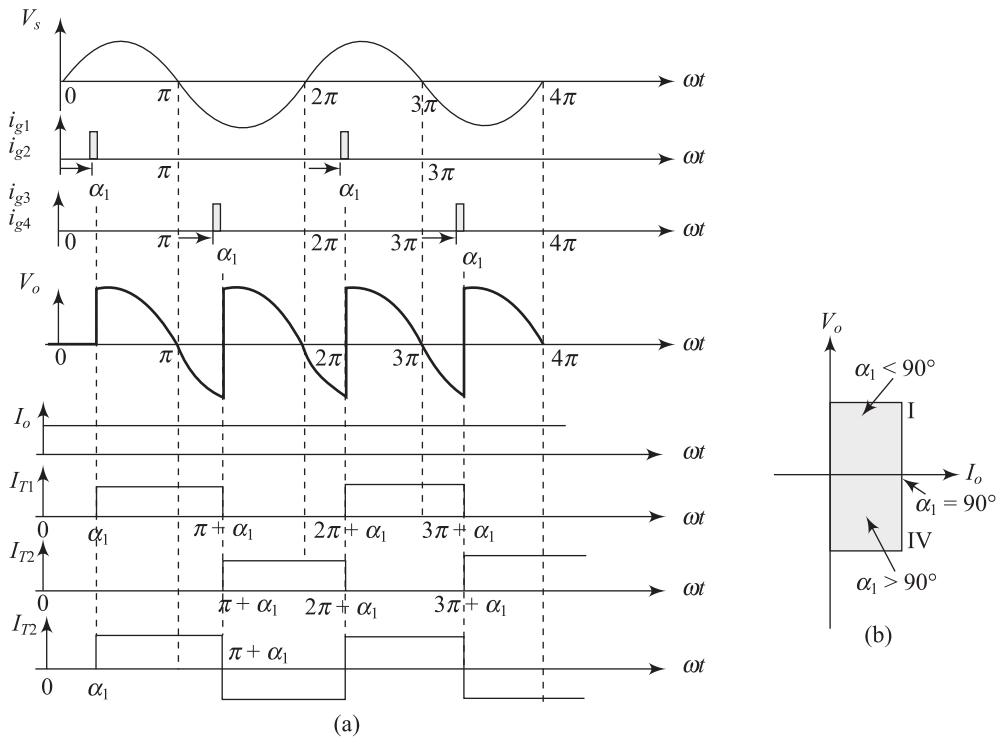 V_s
0 π 2π 3π 4π ωt
i_g1
i_g2
α_1 π α_1 3π ωt
i_g3
i_g4
0 π α_1 2π 3π α_1 4π ωt
V_o
0 π 2π 3π 4π ωt
I_o
ωt
I_T1
0 α_1 π + α_1 2π + α_1 3π + α_1 ωt
I_T2
0 π + α_1 2π + α_1 3π + α_1 ωt
I_T2
0 α_1 π + α_1 ωt
(a)
V_o
α_1 < 90°
I
I_o
α_1 = 90°
IV
α_1 > 90°
(b)